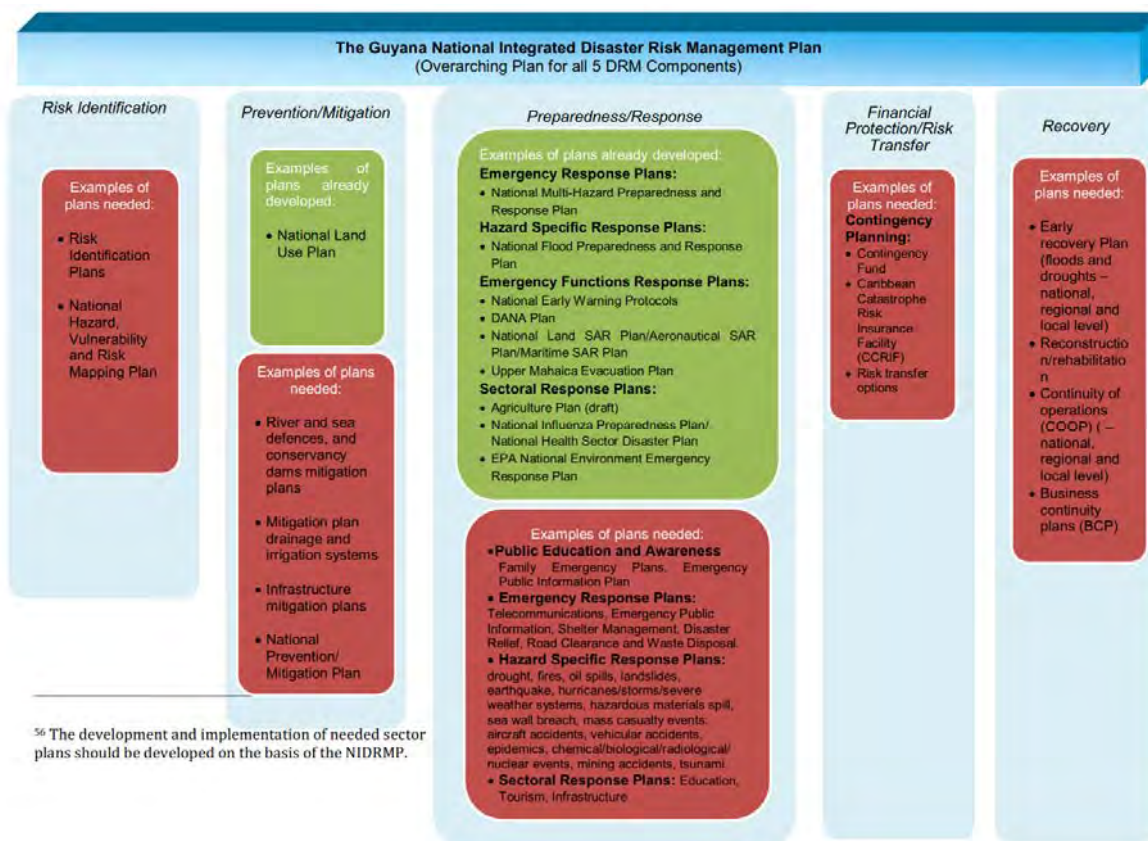 The Guyana National Integrated Disaster Risk Management Plan
(Overarching Plan for all 5 DRM Components)
Risk Identification
Examples of
plans needed:
• Risk
Identification
Plans
• National
Hazard,
Vulnerability
and Risk
Mapping Plan
Prevention/Mitigation
Examples of
plans already
developed:
• National Land
Use Plan
Examples of plans
needed:
• River and sea
defences, and
conservancy
dams mitigation
plans
• Mitigation plan
drainage and
irrigation systems
• Infrastructure
mitigation plans
• National
Prevention/
Mitigation Plan
Preparedness/Response
Examples of plans already developed:
Emergency Response Plans:
• National Multi-Hazard Preparedness and
Response Plan
Hazard Specific Response Plans:
• National Flood Preparedness and Response
Plan
Emergency Functions Response Plans:
• National Early Warning Protocols
• DANA Plan
• National Land SAR Plan/Aeronautical SAR
Plan/Maritime SAR Plan
• Upper Mahaica Evacuation Plan
Sectoral Response Plans:
• Agriculture Plan (draft)
• National Influenza Preparedness Plan/
National Health Sector Disaster Plan
• EPA National Environment Emergency
Response Plan
Examples of plans needed:
•Public Education and Awareness
Family Emergency Plans. Emergency
Public Information Plan
• Emergency Response Plans:
Telecommunications, Emergency Public
Information, Shelter Management, Disaster
Relief, Road Clearance and Waste Disposal.
• Hazard Specific Response Plans:
drought, fires, oil spills, landslides,
earthquake, hurricanes/storms/severe
weather systems, hazardous materials spill,
sea wall breach, mass casualty events:
aircraft accidents, vehicular accidents,
epidemics, chemical/biological/radiological/
nuclear events, mining accidents, tsunami.
• Sectoral Response Plans: Education,
Tourism, Infrastructure
Financial
Protection/Risk
Transfer
Examples of
plans needed:
Contingency
Planning:
• Contingency
Fund
• Caribbean
Catastrophe
Risk
Insurance
Facility
(CCRIF)
• Risk transfer
options
Recovery
Examples of
plans needed:
• Early
recovery Plan
(floods and
droughts –
national,
regional and
local level)
• Reconstructio
n/rehabilitatio
n
• Continuity of
operations
(COOP) ( –
national,
regional and
local level)
• Business
continuity
plans (BCP)
56 The development and implementation of needed sector
plans should be developed on the basis of the NIDRMP.